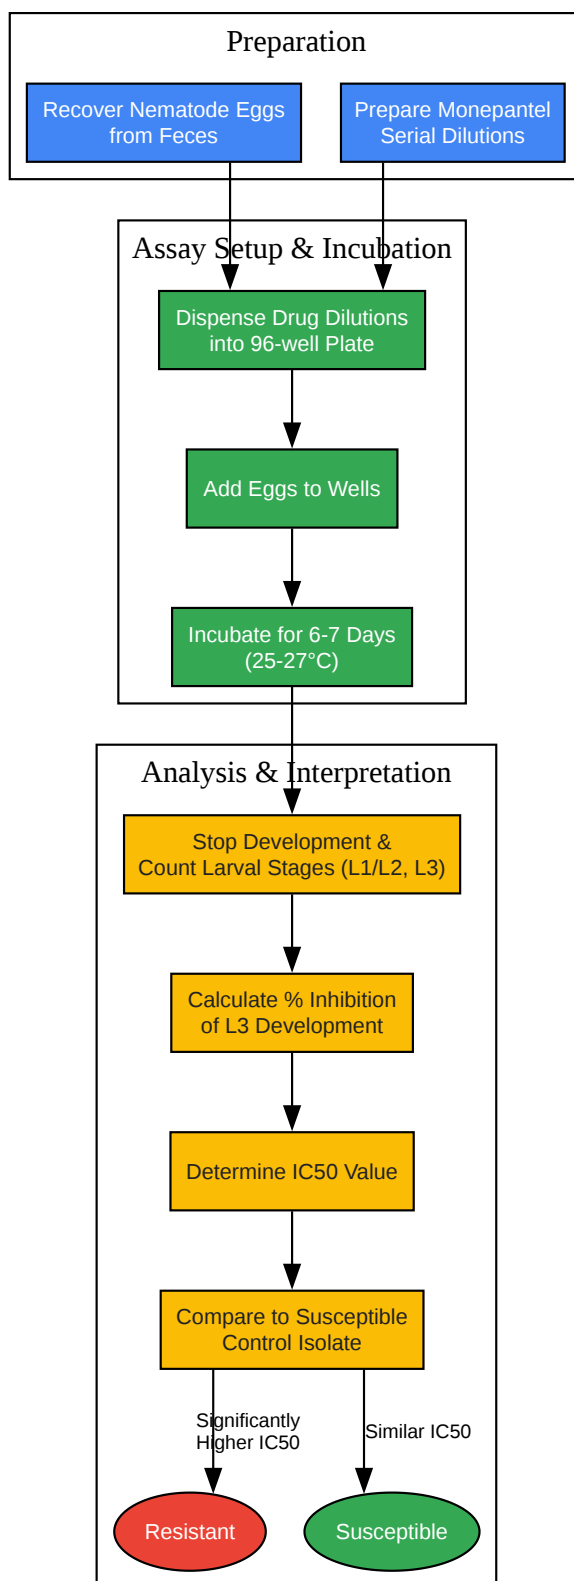 Preparation
Recover Nematode Eggs
from Feces
Prepare Monepantel
Serial Dilutions
Assay Setup & Incubation
Dispense Drug Dilutions
into 96-well Plate
Add Eggs to Wells
Incubate for 6-7 Days
(25-27°C)
Analysis & Interpretation
Stop Development &
Count Larval Stages (L1/L2, L3)
Calculate % Inhibition
of L3 Development
Determine IC50 Value
Compare to Susceptible
Control Isolate
Significantly
Higher IC50
Similar IC50
Resistant
Susceptible